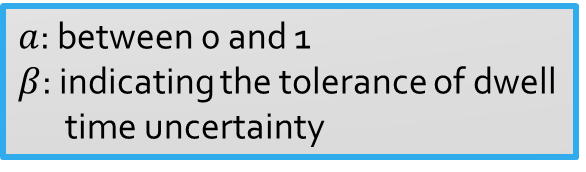 α: between 0 and 1
β: indicating the tolerance of dwell
time uncertainty